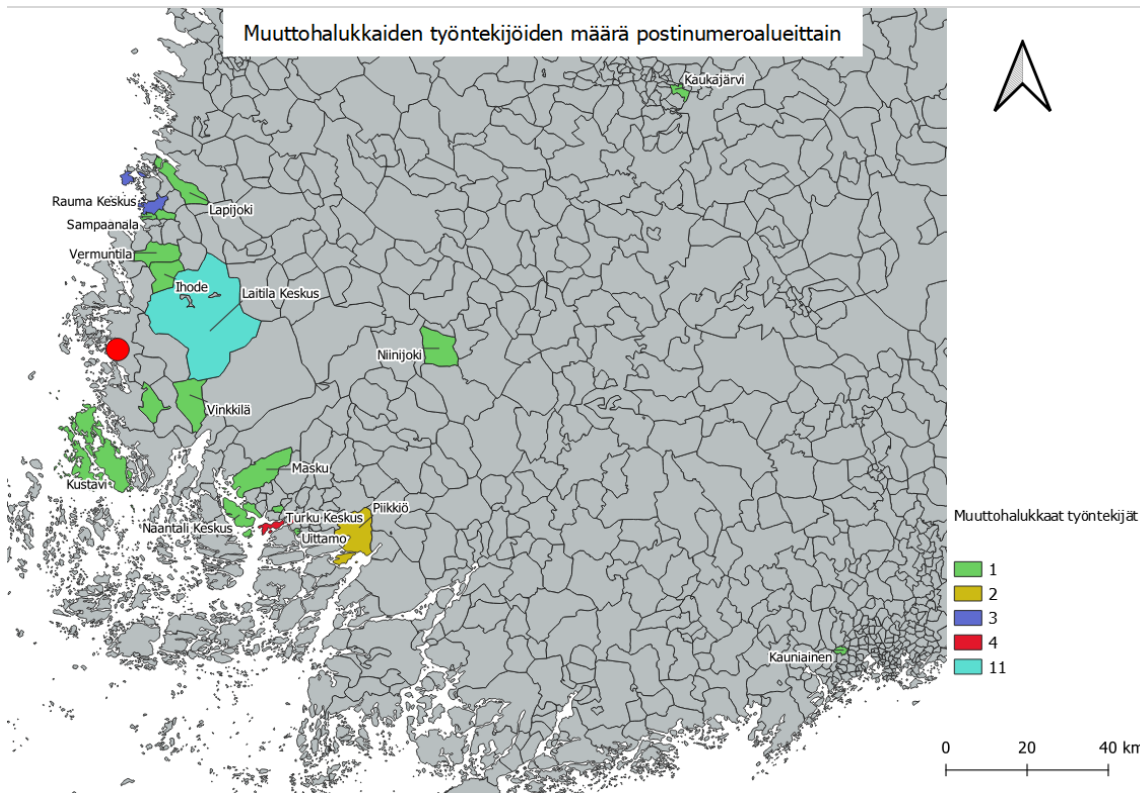 Muuttohalukkaiden työntekijöiden määrä postinumeroalueittain
Kaukajärvi
Rauma Keskus
Lapijoki
Sampaanala
Vermuntila
Ihode
Laitila Keskus
Niinijoki
Vinkkilä
Kustavi
Masku
Piikkiö
Naantali Keskus
Turku Keskus
Uittamo
Kauniainen
Muuttohalukkaat työntekijät
1
2
3
4
11
0 20 40 km